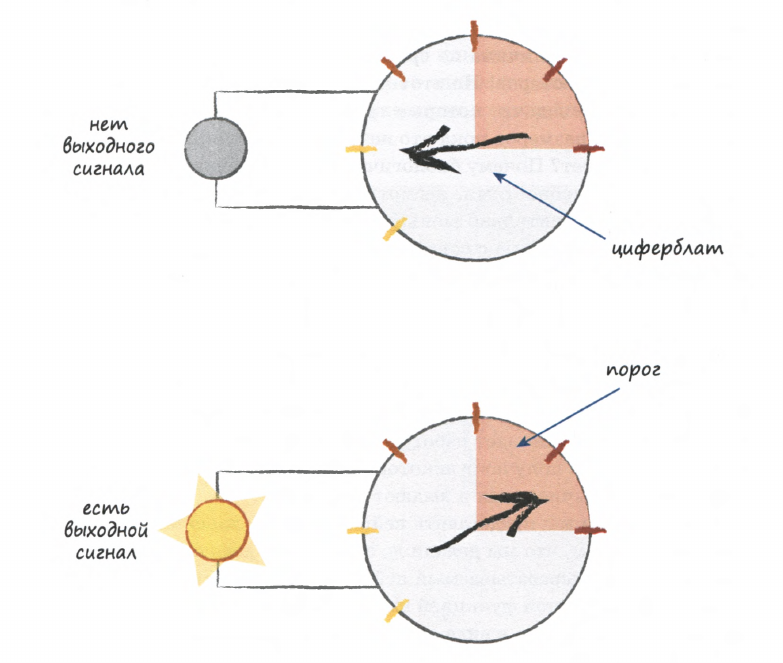 нет
выходного
сигнала
циферблат
порог
есть
выходной
сигнал